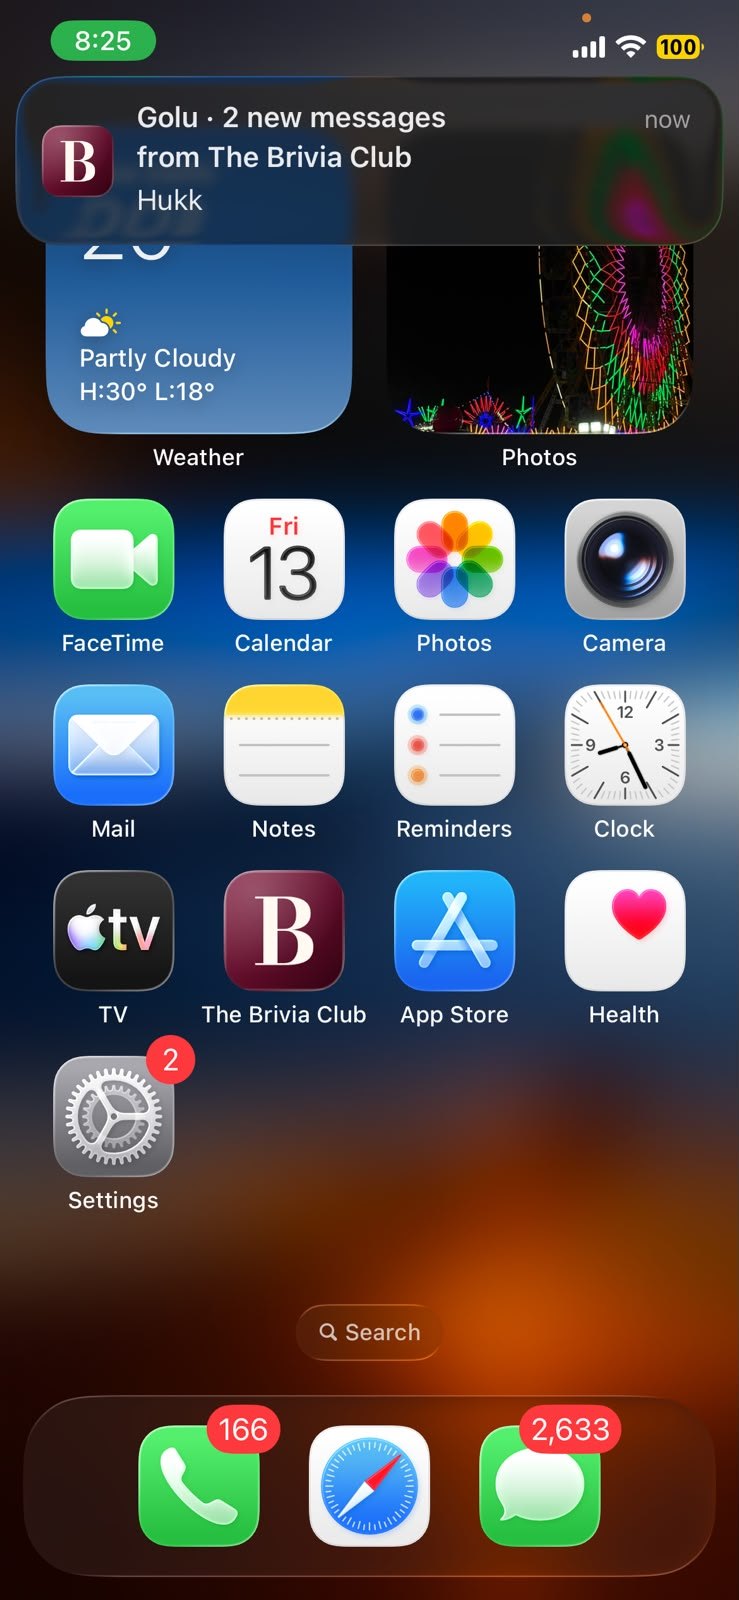 8:25
100
B
Golu · 2 new messages
now
from The Brivia Club
Hukk
Partly Cloudy
H:30° L:18°
Weather
Photos
Fri
13
FaceTime
Calendar
Photos
Camera
12
9
3
6
Mail
Notes
Reminders
Clock
tv
B
TV
The Brivia Club
App Store
Health
2
Settings
Search
166
2,633